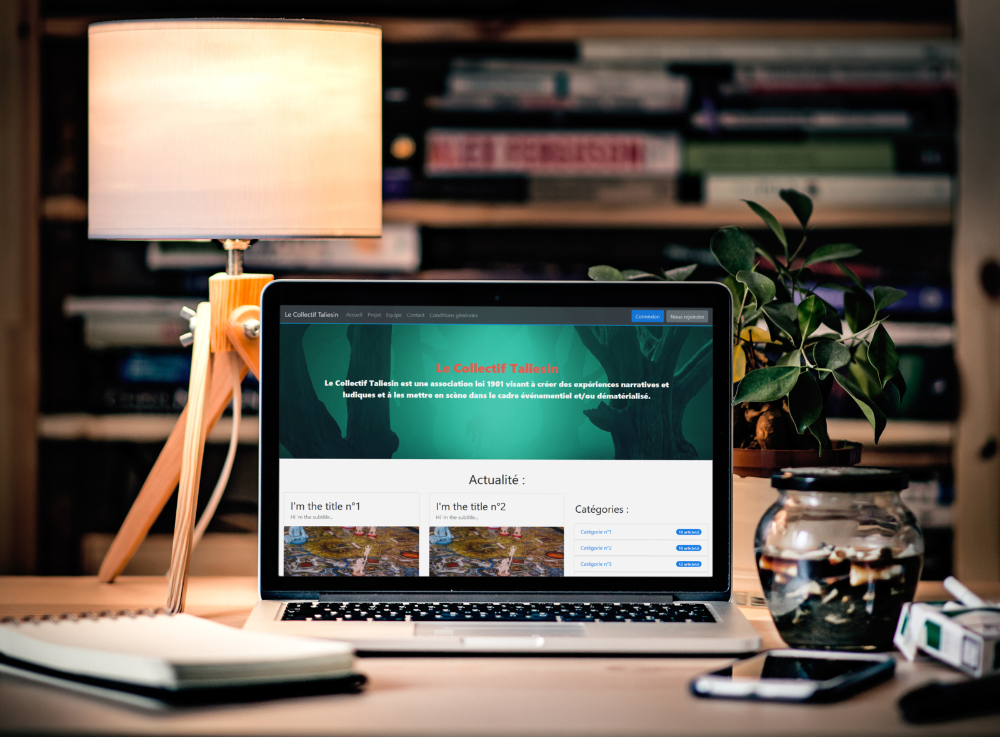 ALEX FERGUSON
Le Collectif Taliesin Accueil Projet Equipe Contact Conditions générales Connexion Nous rejoindre
Le Collectif Taliesin
Le Collectif Taliesin est une association loi 1901 visant à créer des expériences narratives et
ludiques et à les mettre en scène dans le cadre événementiel et/ou dématérialisé.
Actualité :
I'm the title n°1
Hi 'm the subtitle...
I'm the title n°2
Hi 'm the subtitle...
Catégories :
Catégorie n°1 16 article(s)
Catégorie n°2 16 article(s)
Catégorie n°3 12 article(s)